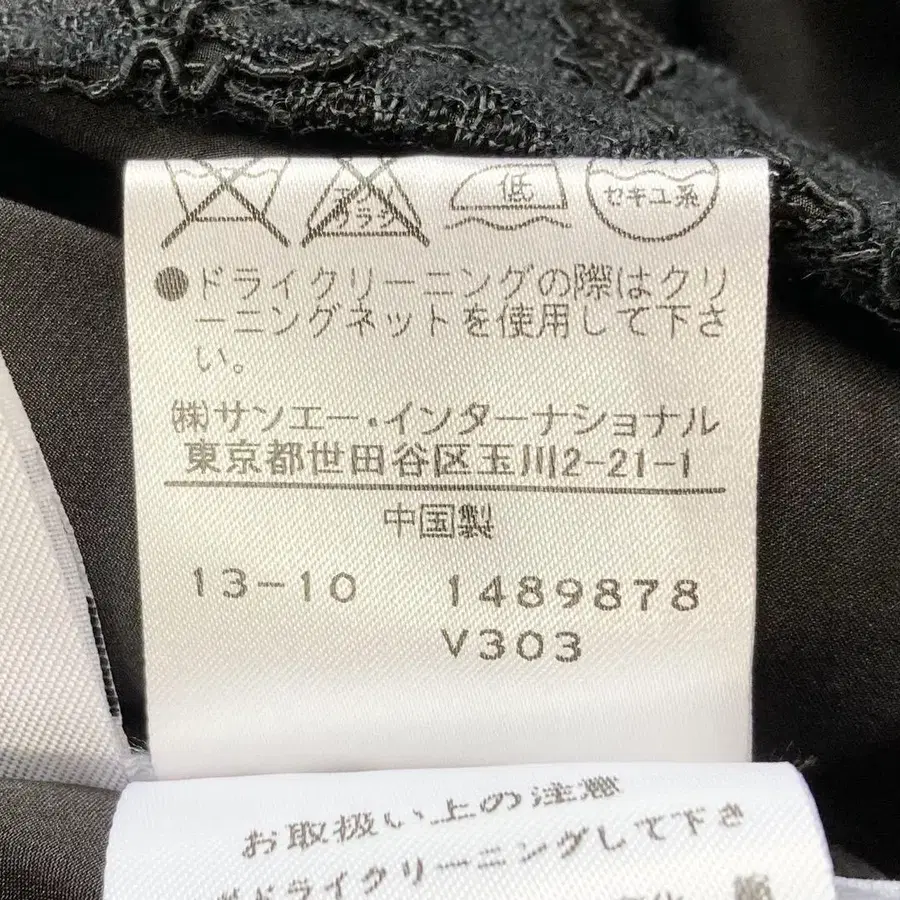 低
セキユ系
●ドライクリーニングの際はクリ
ーニングネットを使用して下さ
い。
(株)サンエー・インターナショナル
東京都世田谷区玉川2-21-1
中国製
13-10 1489878
V303
お取扱い上の注意
ドライクリーニングして下さ